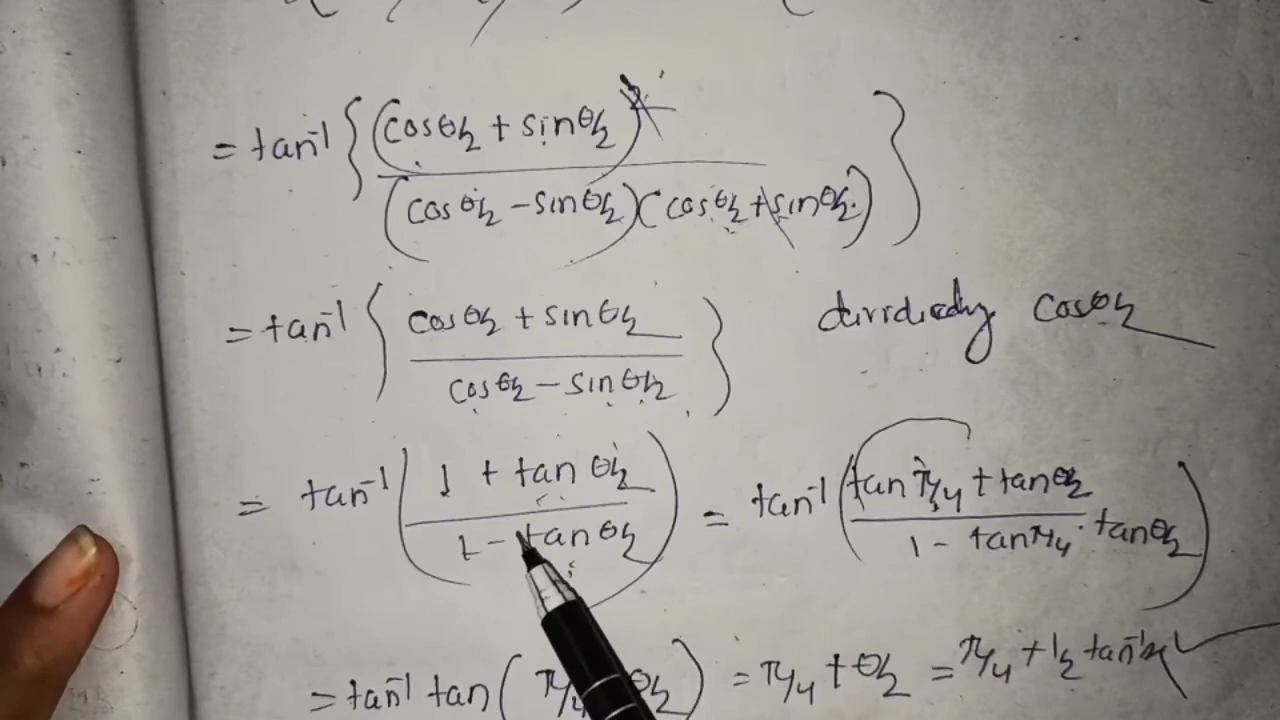 = tan⁻¹ { (cos θ/2 + sin θ/2)² / (cos θ/2 - sin θ/2)(cos θ/2 + sin θ/2) }
= tan⁻¹ { cos θ/2 + sin θ/2 / cos θ/2 - sin θ/2 } cos θ/2
= tan⁻¹ ( 1 + tan θ/2 / 1 - tan θ/2 ) = tan⁻¹ ( tan π/4 + tan θ/2 / 1 - tan π/4 · tan θ/2 )
= tan⁻¹ tan ( π/4 θ/2 ) = π/4 + θ/2 = π/4 + 1/2 tan⁻¹x